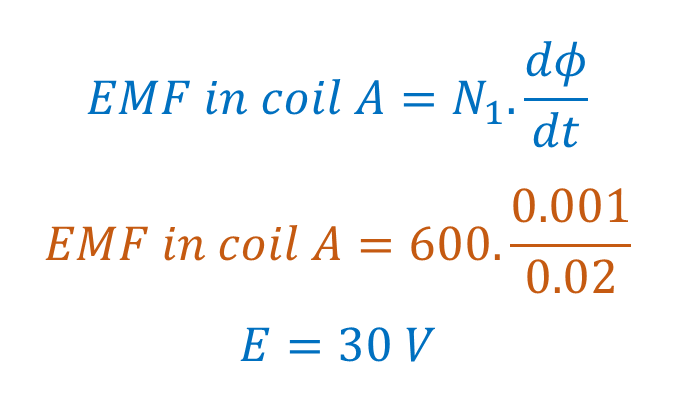 EMF in coil A = N₁. dϕ/dt
EMF in coil A = 600. 0.001/0.02
E = 30 V